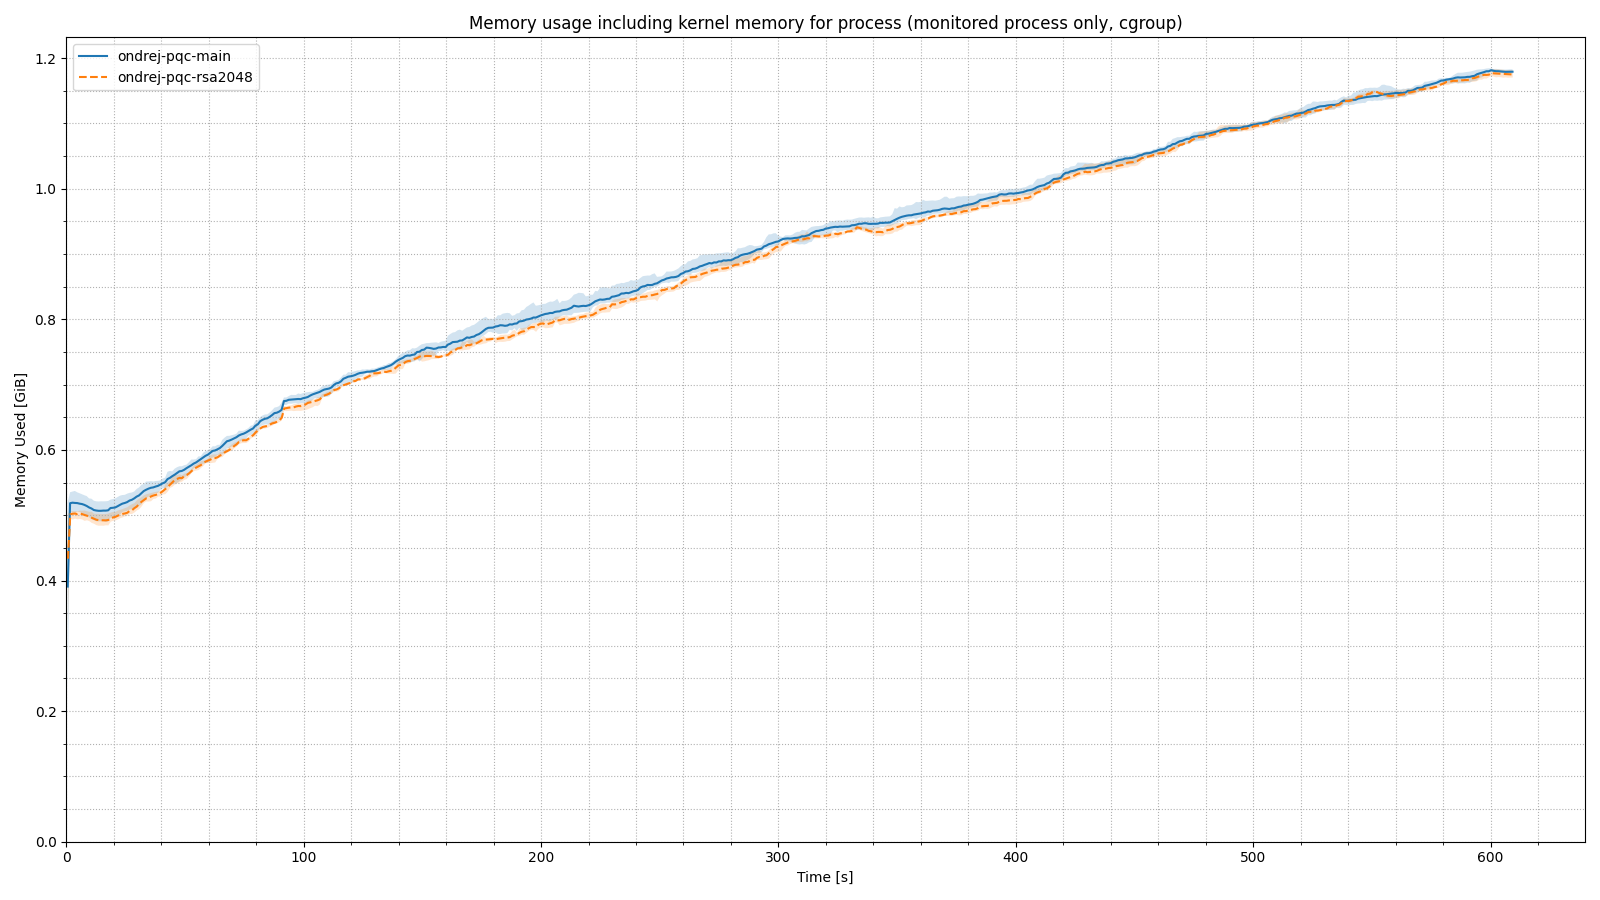 Memory usage including kernel memory for process (monitored process only, cgroup)
ondrej-pqc-main
ondrej-pqc-rsa2048
Memory Used [GiB]
1.2
1.0
0.8
0.6
0.4
0.2
0.0
0 100 200 300 400 500 600
Time [s]